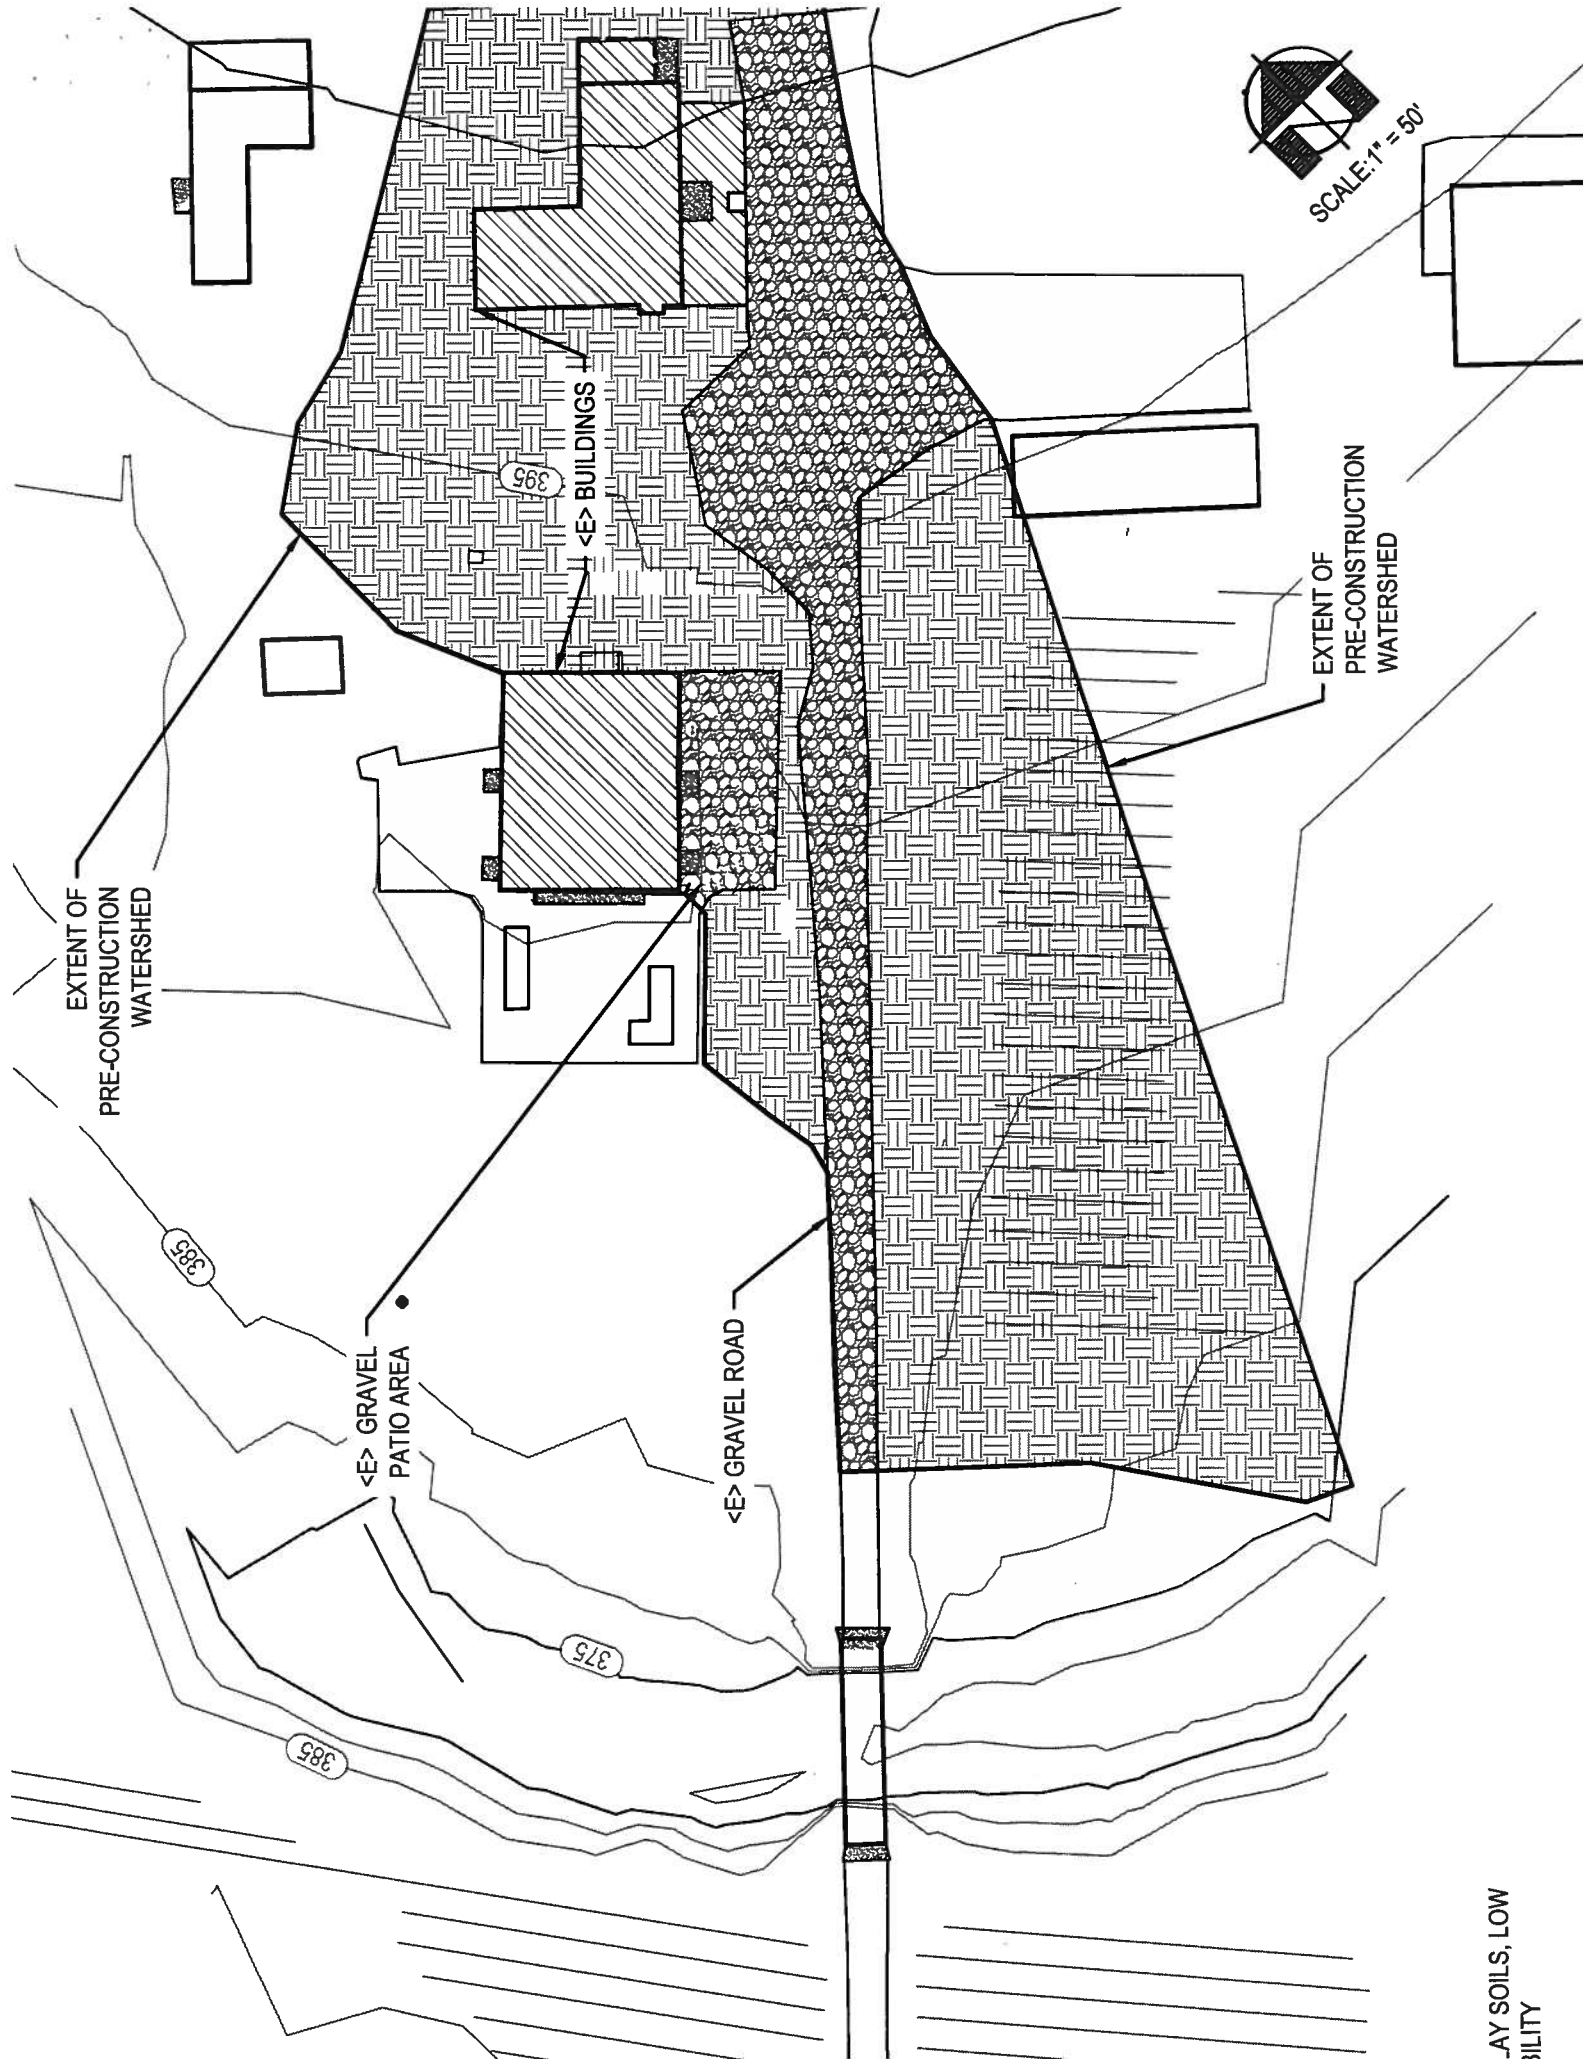 EXTENT OF
PRE-CONSTRUCTION
WATERSHED
<E> BUILDINGS
395
SCALE: 1" = 50'
EXTENT OF
PRE-CONSTRUCTION
WATERSHED
385
<E> GRAVEL
PATIO AREA
<E> GRAVEL ROAD
375
385
LAY SOILS, LOW
BILITY